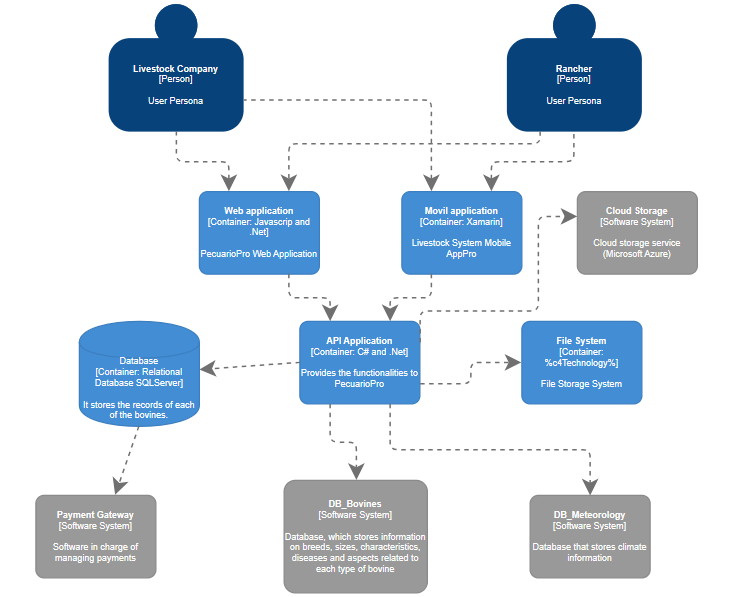 Livestock Company
[Person]
User Persona
Rancher
[Person]
User Persona
Web application
[Container: Javascrip and
.Net]
PecuarioPro Web Application
Movil application
[Container: Xamarin]
Livestock System Mobile
AppPro
Cloud Storage
[Software System]
Cloud storage service
(Microsoft Azure)
Database
[Container: Relational
Database SQLServer]
It stores the records of each
of the bovines.
API Application
[Container: C# and .Net]
Provides the functionalities to
PecuarioPro
File System
[Container:
%c4Technology%]
File Storage System
Payment Gateway
[Software System]
Software in charge of
managing payments
DB_Bovines
[Software System]
Database, which stores information
on breeds, sizes, characteristics,
diseases and aspects related to
each type of bovine
DB_Meteorology
[Software System]
Database that stores climate
information